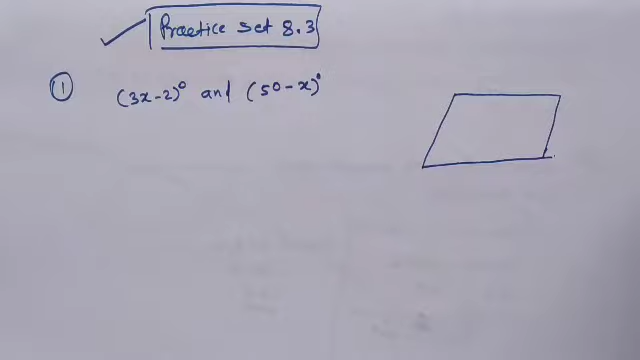 Practice Set 8.3
① (3x-2)° and (50-x)°